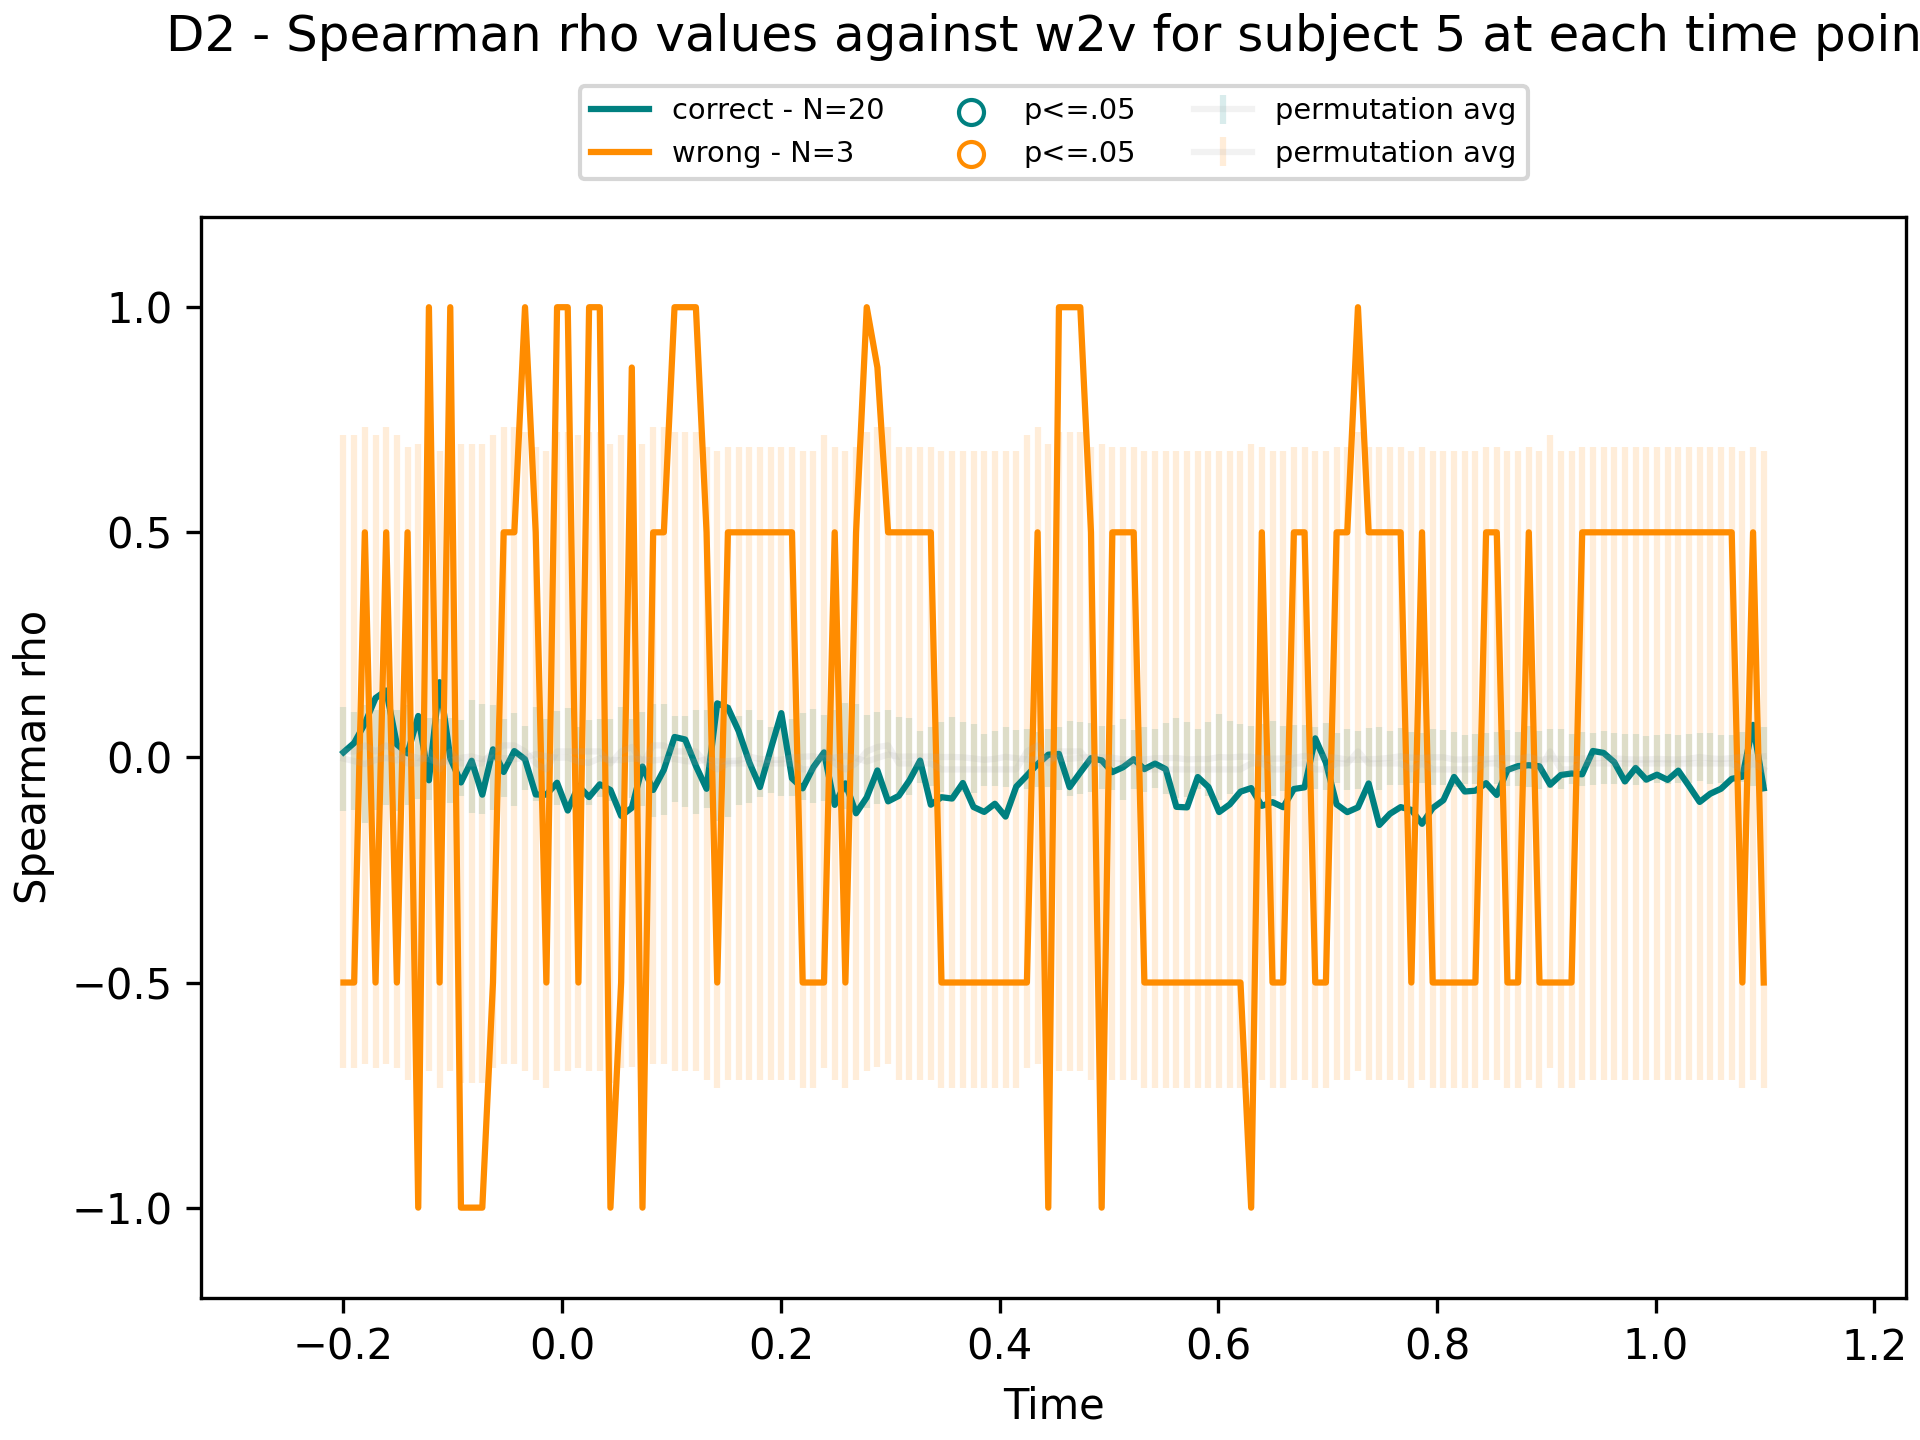 D2 - Spearman rho values against w2v for subject 5 at each time poin
correct - N=20
wrong - N=3
p<=.05
p<=.05
permutation avg
permutation avg
Spearman rho
1.0
0.5
0.0
−0.5
−1.0
−0.2 0.0 0.2 0.4 0.6 0.8 1.0 1.2
Time